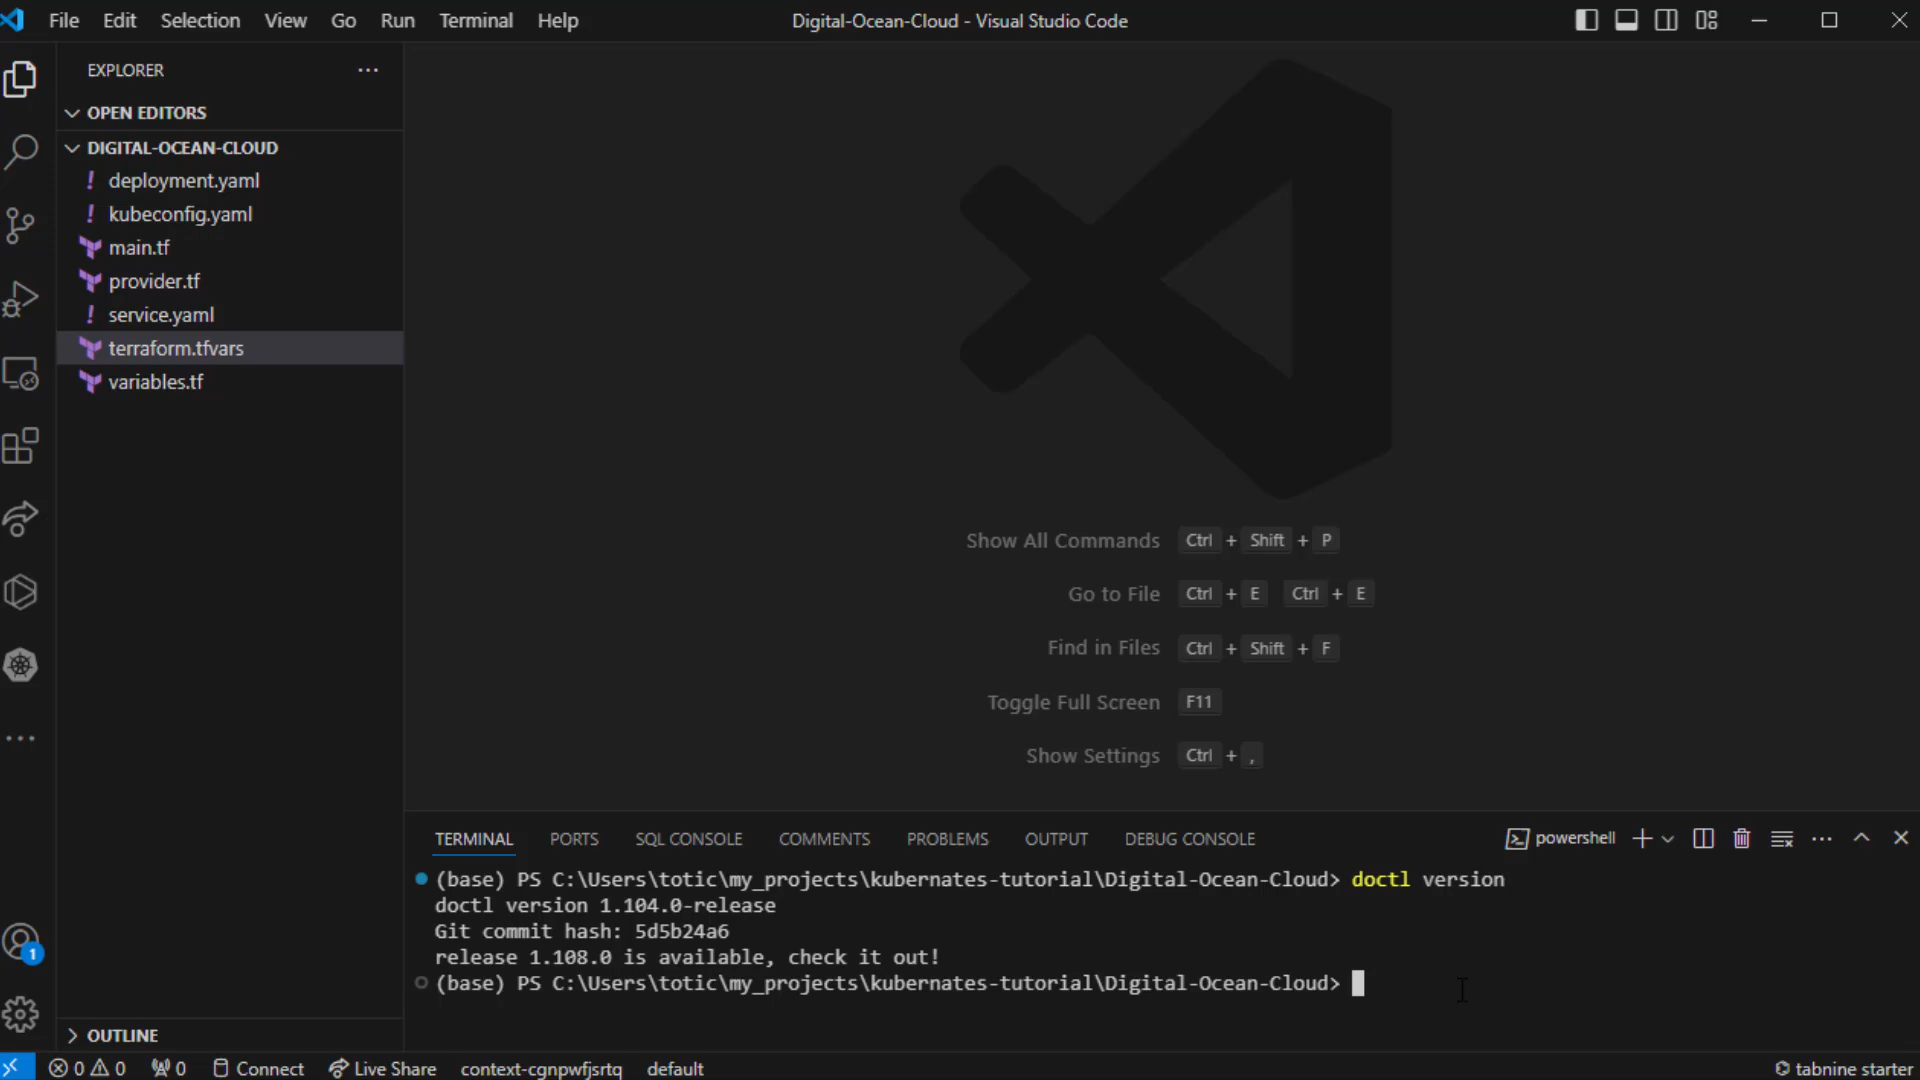 File Edit Selection View Go Run Terminal Help
Digital-Ocean-Cloud - Visual Studio Code
EXPLORER
OPEN EDITORS
DIGITAL-OCEAN-CLOUD
! deployment.yaml
! kubeconfig.yaml
main.tf
provider.tf
! service.yaml
terraform.tfvars
variables.tf
Show All Commands Ctrl + Shift + P
Go to File Ctrl + E Ctrl + E
Find in Files Ctrl + Shift + F
Toggle Full Screen F11
Show Settings Ctrl + ,
TERMINAL PORTS SQL CONSOLE COMMENTS PROBLEMS OUTPUT DEBUG CONSOLE powershell
(base) PS C:\Users\totic\my_projects\kubernates-tutorial\Digital-Ocean-Cloud> doctl version
doctl version 1.104.0-release
Git commit hash: 5d5b24a6
release 1.108.0 is available, check it out!
(base) PS C:\Users\totic\my_projects\kubernates-tutorial\Digital-Ocean-Cloud>
1
OUTLINE
0 0 0 Connect Live Share context-cgnpwfjsrtq default tabnine starter